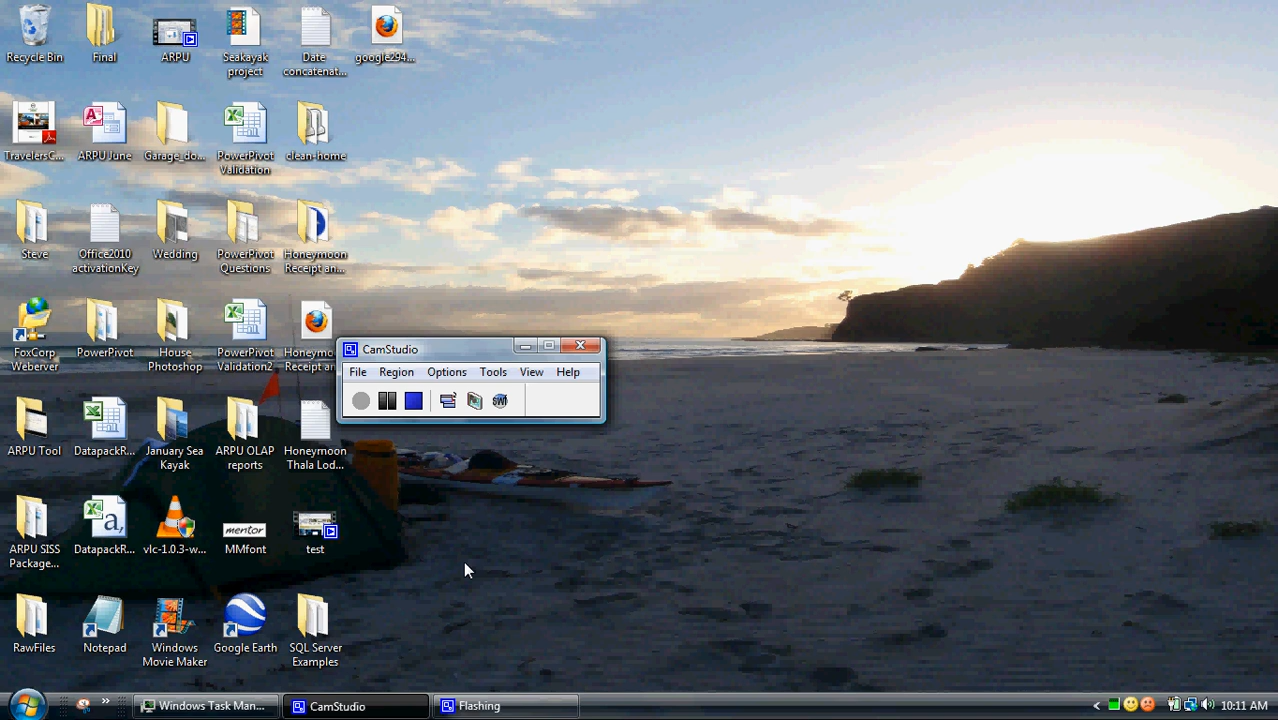 Recycle Bin
Final
ARPU
Seakayak
project
Date
concatenat...
google294...
TravelersC...
ARPU June
Garage_do...
PowerPivot
Validation
clean-home
Steve
Office2010
activationKey
Wedding
PowerPivot
Questions
Honeymoon
Receipt an...
FoxCorp
Weberver
PowerPivot
House
Photoshop
PowerPivot
Validation2
Honeymo
Receipt an
CamStudio
File
Region
Options
Tools
View
Help
SWF
ARPU Tool
DatapackR...
January Sea
Kayak
ARPU OLAP
reports
Honeymoon
Thala Lod...
ARPU SISS
Package...
DatapackR...
vlc-1.0.3-w...
mentor
MMfont
test
RawFiles
Notepad
Windows
Movie Maker
Google Earth
SQL Server
Examples
Windows Task Man...
CamStudio
Flashing
10:11 AM